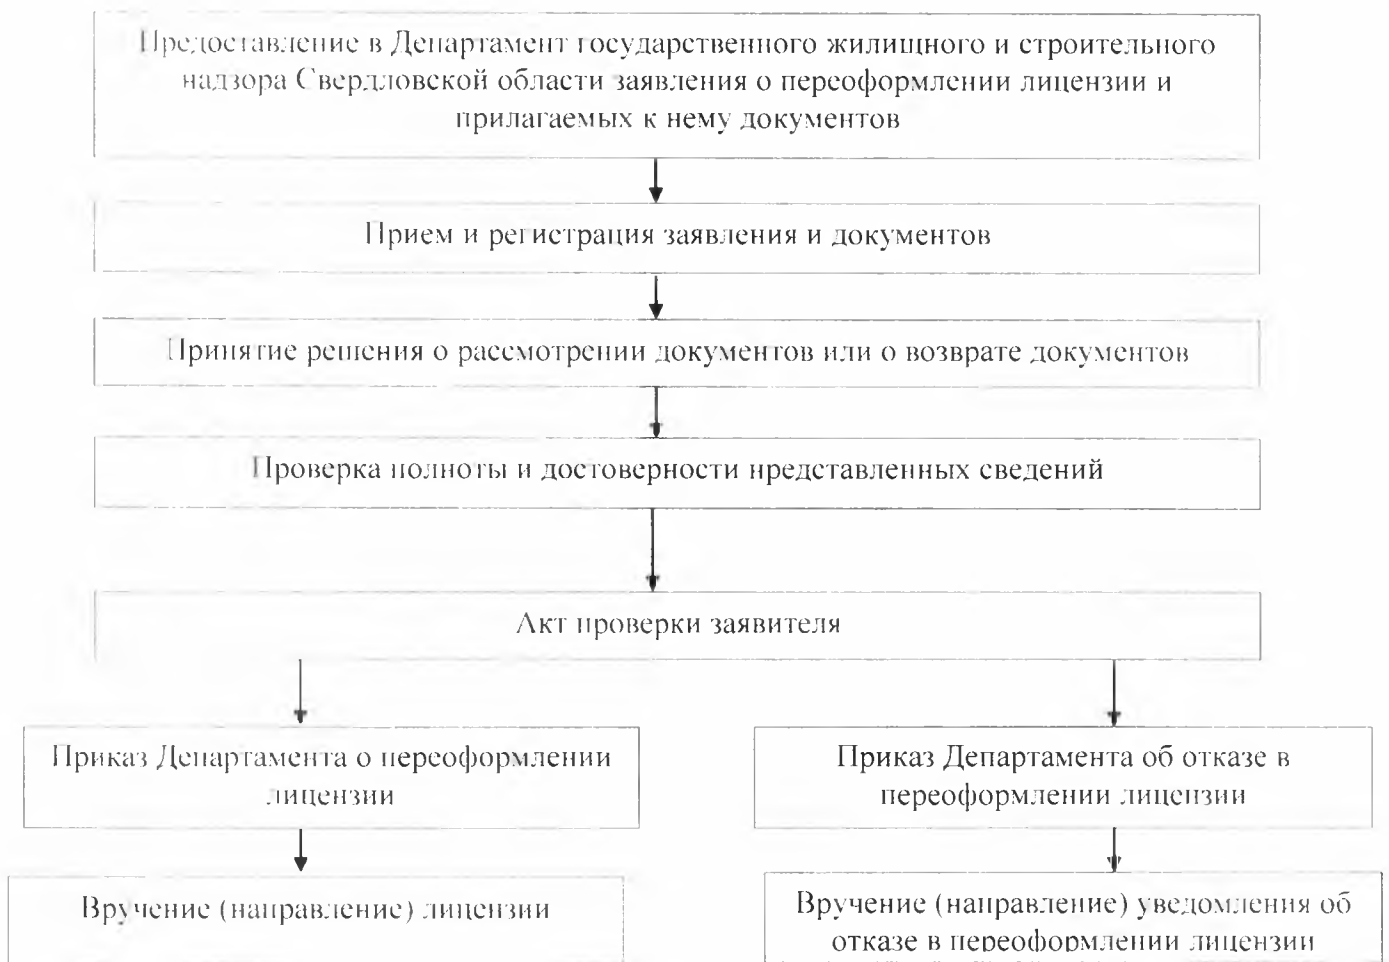 Предоставление в Департамент государственного жилищного и строительного
надзора Свердловской области заявления о переоформлении лицензии и
прилагаемых к нему документов
Прием и регистрация заявления и документов
Принятие решения о рассмотрении документов или о возврате документов
Проверка полноты и достоверности представленных сведений
Акт проверки заявителя
Приказ Департамента о переоформлении
лицензии
Приказ Департамента об отказе в
переоформлении лицензии
Вручение (направление) лицензии
Вручение (направление) уведомления об
отказе в переоформлении лицензии